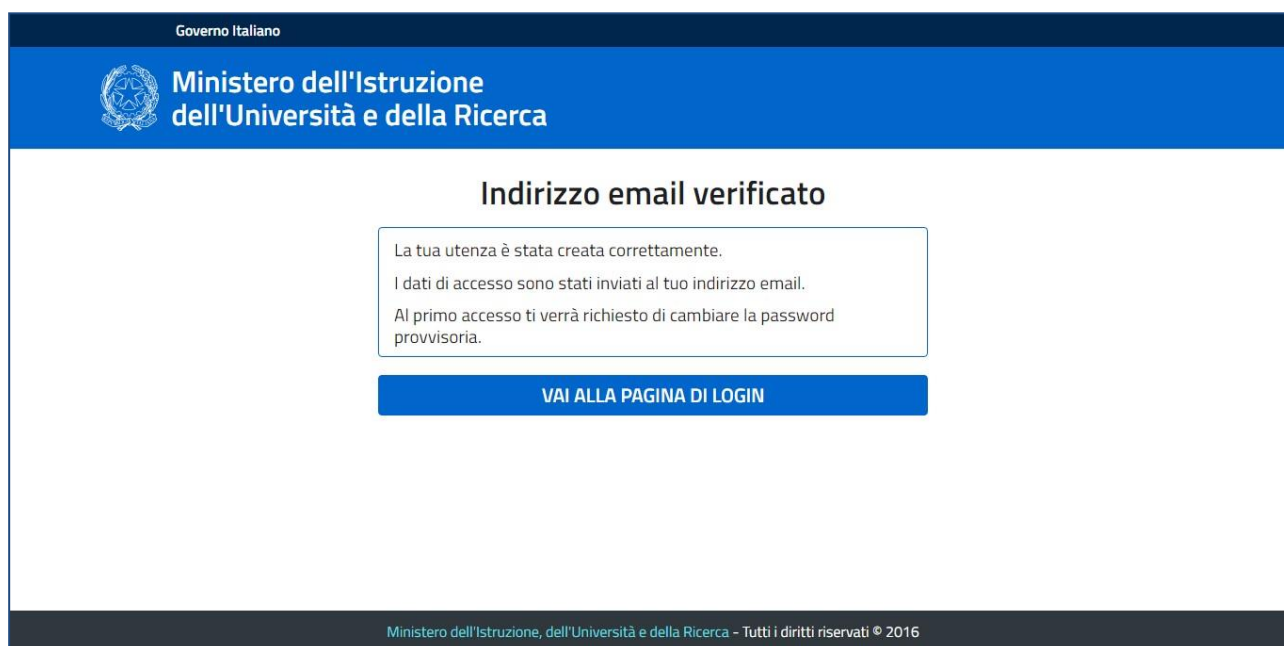 Governo Italiano
Ministero dell'Istruzione
dell'Università e della Ricerca
Indirizzo email verificato
La tua utenza è stata creata correttamente.
I dati di accesso sono stati inviati al tuo indirizzo email.
Al primo accesso ti verrà richiesto di cambiare la password
provvisoria.
VAI ALLA PAGINA DI LOGIN
Ministero dell'Istruzione, dell'Università e della Ricerca - Tutti i diritti riservati © 2016